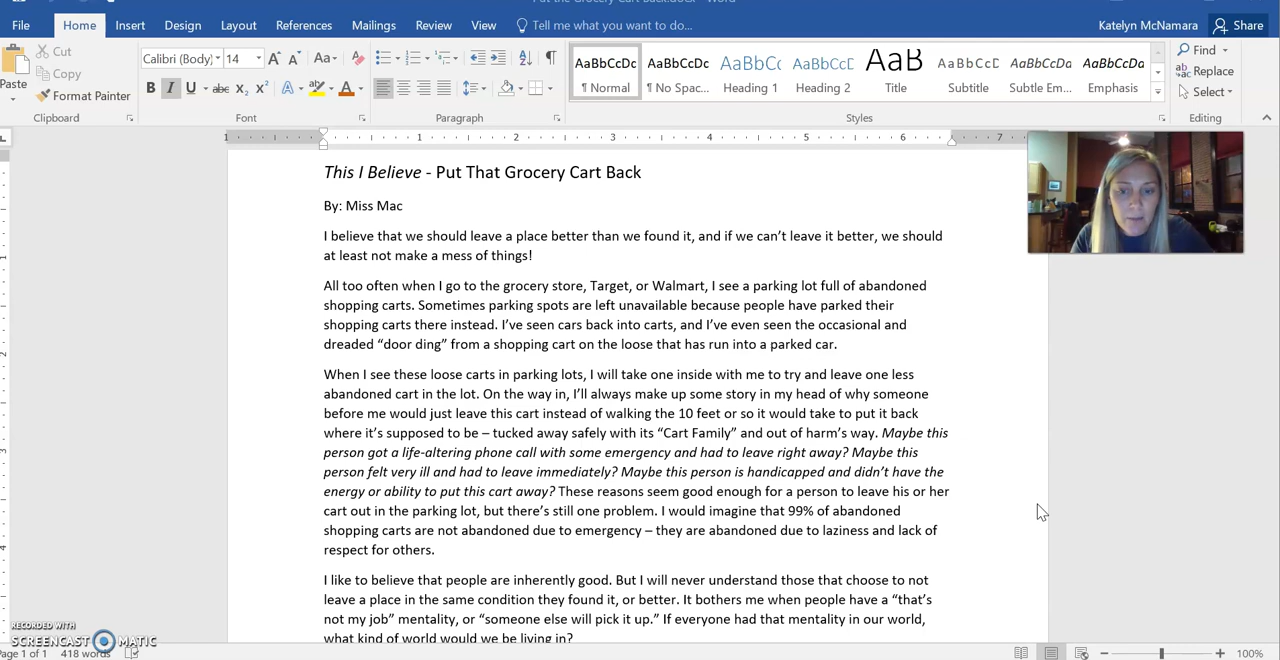 Put the Grocery Cart Back.docx - Word
File Home Insert Design Layout References Mailings Review View Tell me what you want to do... Katelyn McNamara Share
Cut
Copy
Paste
Format Painter
Clipboard
Calibri (Body) 14
Font
Paragraph
AaBbCcDc AaBbCcDc AaBbCc AaBbCcD AaB AaBbCcD AaBbCcDa AaBbCcDa
¶ Normal ¶ No Spac... Heading 1 Heading 2 Title Subtitle Subtle Em... Emphasis
Styles
Find
Replace
Select
Editing
1 1 2 3 4 5 6 7
This I Believe - Put That Grocery Cart Back
By: Miss Mac
I believe that we should leave a place better than we found it, and if we can’t leave it better, we should
at least not make a mess of things!
All too often when I go to the grocery store, Target, or Walmart, I see a parking lot full of abandoned
shopping carts. Sometimes parking spots are left unavailable because people have parked their
shopping carts there instead. I’ve seen cars back into carts, and I’ve even seen the occasional and
dreaded “door ding” from a shopping cart on the loose that has run into a parked car.
When I see these loose carts in parking lots, I will take one inside with me to try and leave one less
abandoned cart in the lot. On the way in, I’ll always make up some story in my head of why someone
before me would just leave this cart instead of walking the 10 feet or so it would take to put it back
where it’s supposed to be – tucked away safely with its “Cart Family” and out of harm’s way. Maybe this
person got a life-altering phone call with some emergency and had to leave right away? Maybe this
person felt very ill and had to leave immediately? Maybe this person is handicapped and didn’t have the
energy or ability to put this cart away? These reasons seem good enough for a person to leave his or her
cart out in the parking lot, but there’s still one problem. I would imagine that 99% of abandoned
shopping carts are not abandoned due to emergency – they are abandoned due to laziness and lack of
respect for others.
I like to believe that people are inherently good. But I will never understand those that choose to not
leave a place in the same condition they found it, or better. It bothers me when people have a “that’s
not my job” mentality, or “someone else will pick it up.” If everyone had that mentality in our world,
what kind of world would we be living in?
RECORDED WITH
SCREENCAST MATIC
Page 1 of 1 418 words
100%